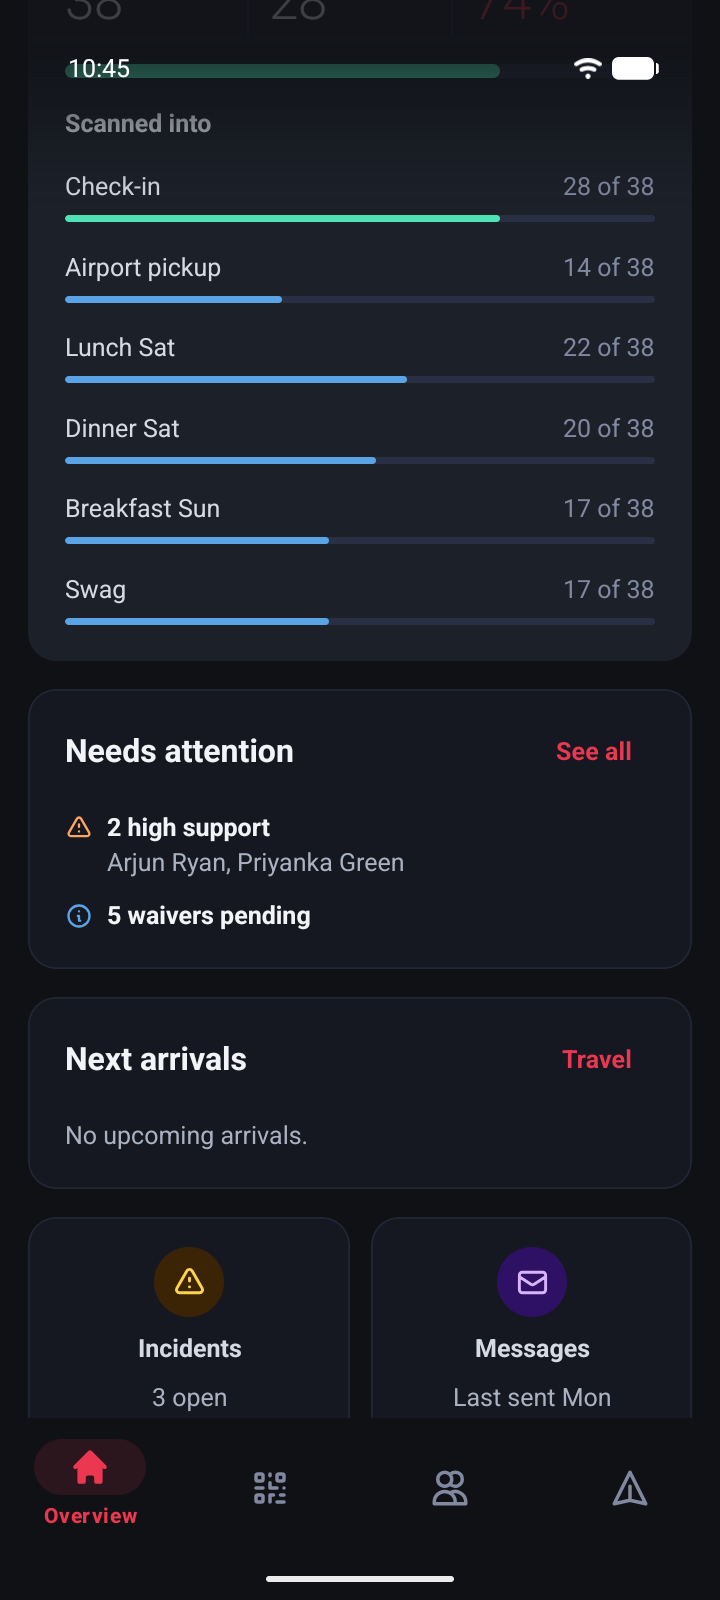 38 28 74%
10:45
Scanned into
Check-in 28 of 38
Airport pickup 14 of 38
Lunch Sat 22 of 38
Dinner Sat 20 of 38
Breakfast Sun 17 of 38
Swag 17 of 38
Needs attention See all
2 high support
Arjun Ryan, Priyanka Green
5 waivers pending
Next arrivals Travel
No upcoming arrivals.
Incidents Messages
3 open Last sent Mon
Overview